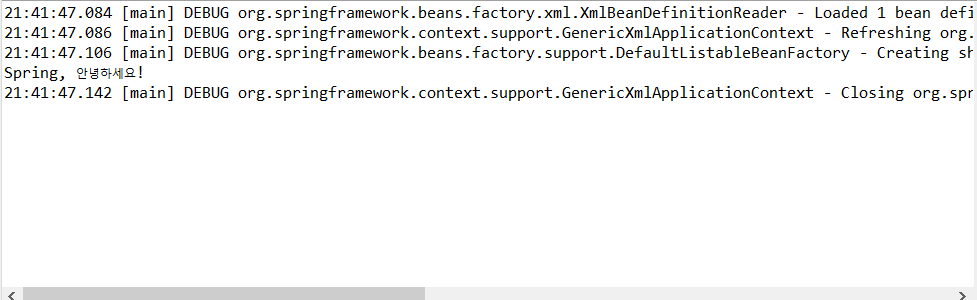 21:41:47.084 [main] DEBUG org.springframework.beans.factory.xml.XmlBeanDefinitionReader - Loaded 1 bean defi
21:41:47.086 [main] DEBUG org.springframework.context.support.GenericXmlApplicationContext - Refreshing org.
21:41:47.106 [main] DEBUG org.springframework.beans.factory.support.DefaultListableBeanFactory - Creating sh
Spring, 안녕하세요!
21:41:47.142 [main] DEBUG org.springframework.context.support.GenericXmlApplicationContext - Closing org.spr